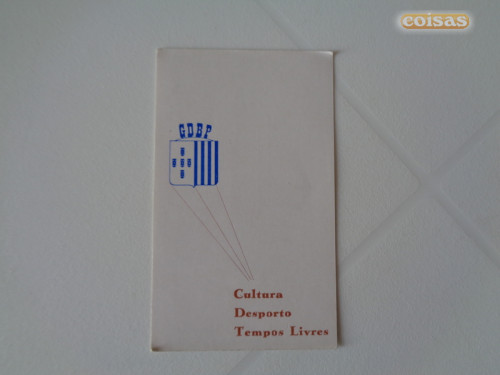 coisas
GDBP
Cultura
Desporto
Tempos Livres